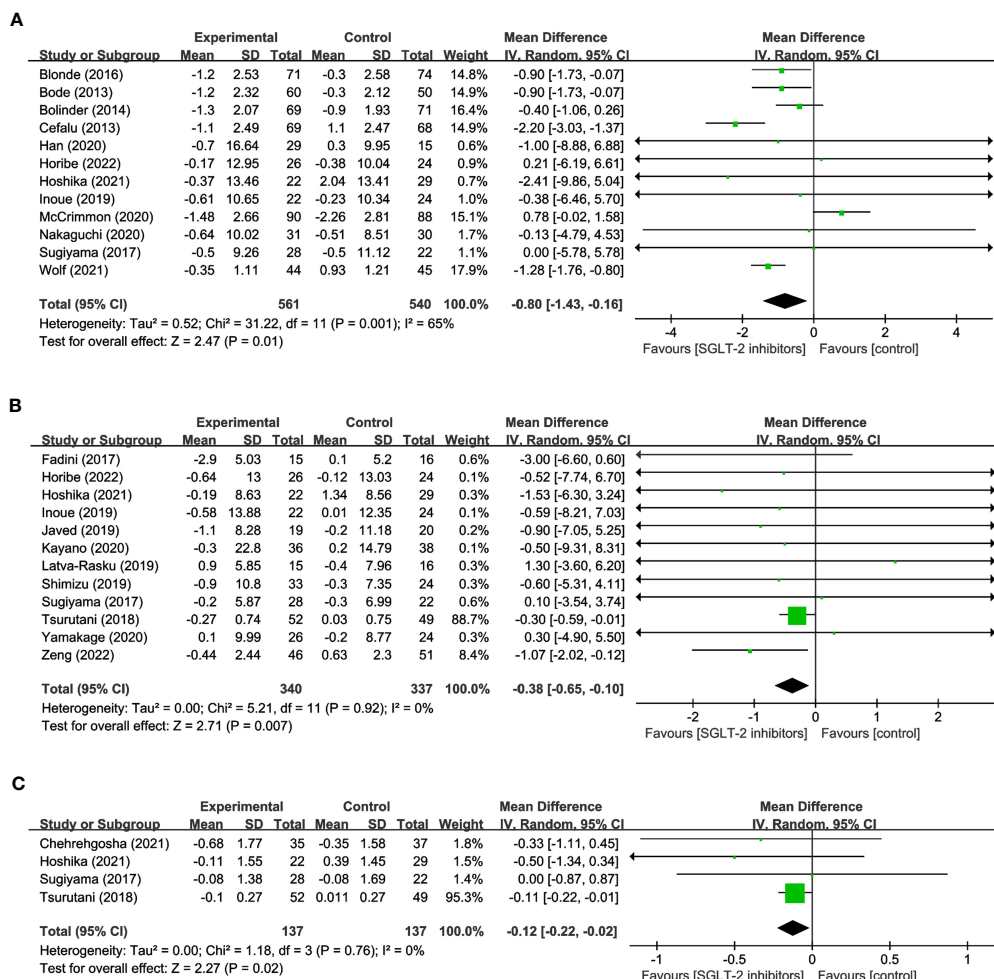 A
Experimental Control Mean Difference Mean Difference
Study or Subgroup Mean SD Total Mean SD Total Weight IV, Random, 95% CI IV, Random, 95% CI
Blonde (2016) -1.2 2.53 71 -0.3 2.58 74 14.8% -0.90 [-1.73, -0.07]
Bode (2013) -1.2 2.32 60 -0.3 2.12 50 14.9% -0.90 [-1.73, -0.07]
Bolinder (2014) -1.3 2.07 69 -0.9 1.93 71 16.9% -0.40 [-1.06, 0.26]
Cefalu (2013) -1.1 2.49 69 1.1 2.47 68 14.9% -2.20 [-3.03, -1.37]
Han (2020) -0.7 16.64 29 0.3 9.95 15 0.6% -1.00 [-8.88, 6.88]
Horibe (2022) -0.17 12.95 26 -0.38 10.04 24 0.9% 0.21 [-6.19, 6.61]
Hoshika (2021) -0.37 13.46 22 2.04 13.41 29 0.7% -2.41 [-9.86, 5.04]
Inoue (2019) -0.61 10.65 22 -0.23 10.34 24 1.0% -0.38 [-6.46, 5.70]
McCrimmon (2020) -1.48 2.66 90 -2.26 2.81 88 15.1% 0.78 [-0.02, 1.58]
Nakaguchi (2020) -0.64 10.02 31 -0.51 8.51 30 1.6% -0.13 [-4.79, 4.53]
Sugiyama (2017) -0.5 9.26 28 -0.5 11.12 22 1.1% 0.00 [-5.78, 5.78]
Wolf (2021) -0.35 1.11 44 0.93 1.21 45 17.9% -1.28 [-1.76, -0.80]
Total (95% CI) 561 540 100.0% -0.80 [-1.43, -0.16]
Heterogeneity: Tau² = 0.52; Chi² = 31.22, df = 11 (P = 0.001); I² = 65%
Test for overall effect: Z = 2.47 (P = 0.01)
-4 -2 0 2 4
Favours [SGLT-2 inhibitors] Favours [control]
B
Experimental Control Mean Difference Mean Difference
Study or Subgroup Mean SD Total Mean SD Total Weight IV, Random, 95% CI IV, Random, 95% CI
Fadini (2017) -2.9 5.03 15 0.1 5.2 16 0.6% -3.00 [-6.60, 0.60]
Horibe (2022) -0.64 13 26 -0.12 13.03 24 0.1% -0.52 [-7.74, 6.70]
Hoshika (2021) -0.19 8.63 22 1.34 8.56 29 0.3% -1.53 [-6.30, 3.24]
Inoue (2019) -0.58 13.88 22 0.01 12.35 24 0.1% -0.59 [-8.21, 7.03]
Javed (2019) -1.1 8.28 19 -0.2 11.18 20 0.2% -0.90 [-7.05, 5.25]
Kayano (2020) -0.3 22.8 36 0.2 14.79 38 0.1% -0.50 [-9.31, 8.31]
Latva-Rasku (2019) 0.9 5.85 15 -0.4 7.96 16 0.3% 1.30 [-3.60, 6.20]
Shimizu (2019) -0.9 10.8 33 -0.3 7.35 24 0.3% -0.60 [-5.31, 4.11]
Sugiyama (2017) -0.2 5.87 28 -0.3 6.99 22 0.6% 0.10 [-3.54, 3.74]
Tsurutani (2018) -0.27 0.74 52 0.03 0.75 49 88.7% -0.30 [-0.59, -0.01]
Yamakage (2020) 0.1 9.99 26 -0.2 8.77 24 0.3% 0.30 [-4.90, 5.50]
Zeng (2022) -0.44 2.44 46 0.63 2.3 51 8.4% -1.07 [-2.02, -0.12]
Total (95% CI) 340 337 100.0% -0.38 [-0.65, -0.10]
Heterogeneity: Tau² = 0.00; Chi² = 5.21, df = 11 (P = 0.92); I² = 0%
Test for overall effect: Z = 2.71 (P = 0.007)
-2 -1 0 1 2
Favours [SGLT-2 inhibitors] Favours [control]
C
Experimental Control Mean Difference Mean Difference
Study or Subgroup Mean SD Total Mean SD Total Weight IV, Random, 95% CI IV, Random, 95% CI
Chehrehgosha (2021) -0.68 1.77 35 -0.35 1.58 37 1.8% -0.33 [-1.11, 0.45]
Hoshika (2021) -0.11 1.55 22 0.39 1.45 29 1.5% -0.50 [-1.34, 0.34]
Sugiyama (2017) -0.08 1.38 28 -0.08 1.69 22 1.4% 0.00 [-0.87, 0.87]
Tsurutani (2018) -0.1 0.27 52 0.011 0.27 49 95.3% -0.11 [-0.22, -0.01]
Total (95% CI) 137 137 100.0% -0.12 [-0.22, -0.02]
Heterogeneity: Tau² = 0.00; Chi² = 1.18, df = 3 (P = 0.76); I² = 0%
Test for overall effect: Z = 2.27 (P = 0.02)
-1 -0.5 0 0.5 1
Favours [SGLT-2 inhibitors] Favours [control]